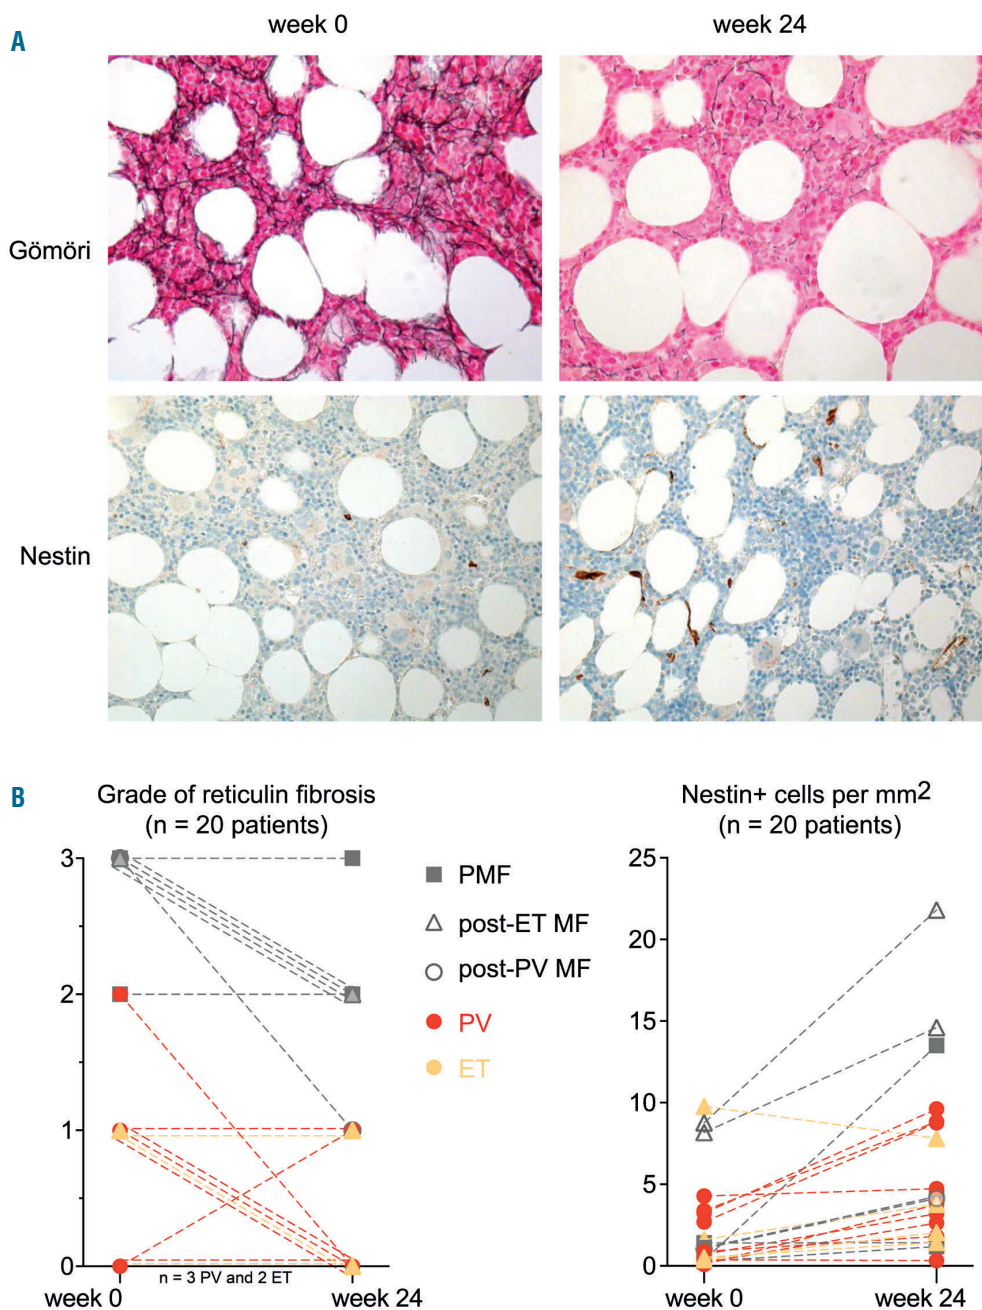 week 0
week 24
A
Gömöri
Nestin
B
Grade of reticulin fibrosis
(n = 20 patients)
3
2
1
0
n = 3 PV and 2 ET
week 0
week 24
PMF
post-ET MF
post-PV MF
PV
ET
Nestin+ cells per mm2
(n = 20 patients)
25
20
15
10
5
0
week 0
week 24